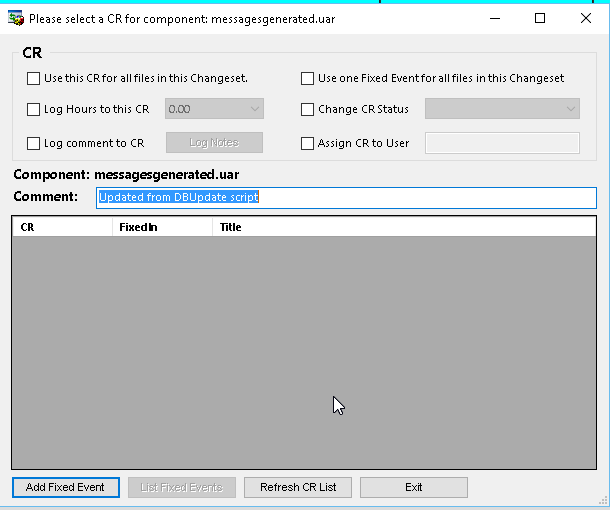 Please select a CR for component: messagesgenerated.uar
CR
Use this CR for all files in this Changeset.
Use one Fixed Event for all files in this Changeset
Log Hours to this CR
0.00
Change CR Status
Log comment to CR
Log Notes
Assign CR to User
Component: messagesgenerated.uar
Comment: Updated from DBUpdate script
CR FixedIn Title
Add Fixed Event List Fixed Events Refresh CR List Exit